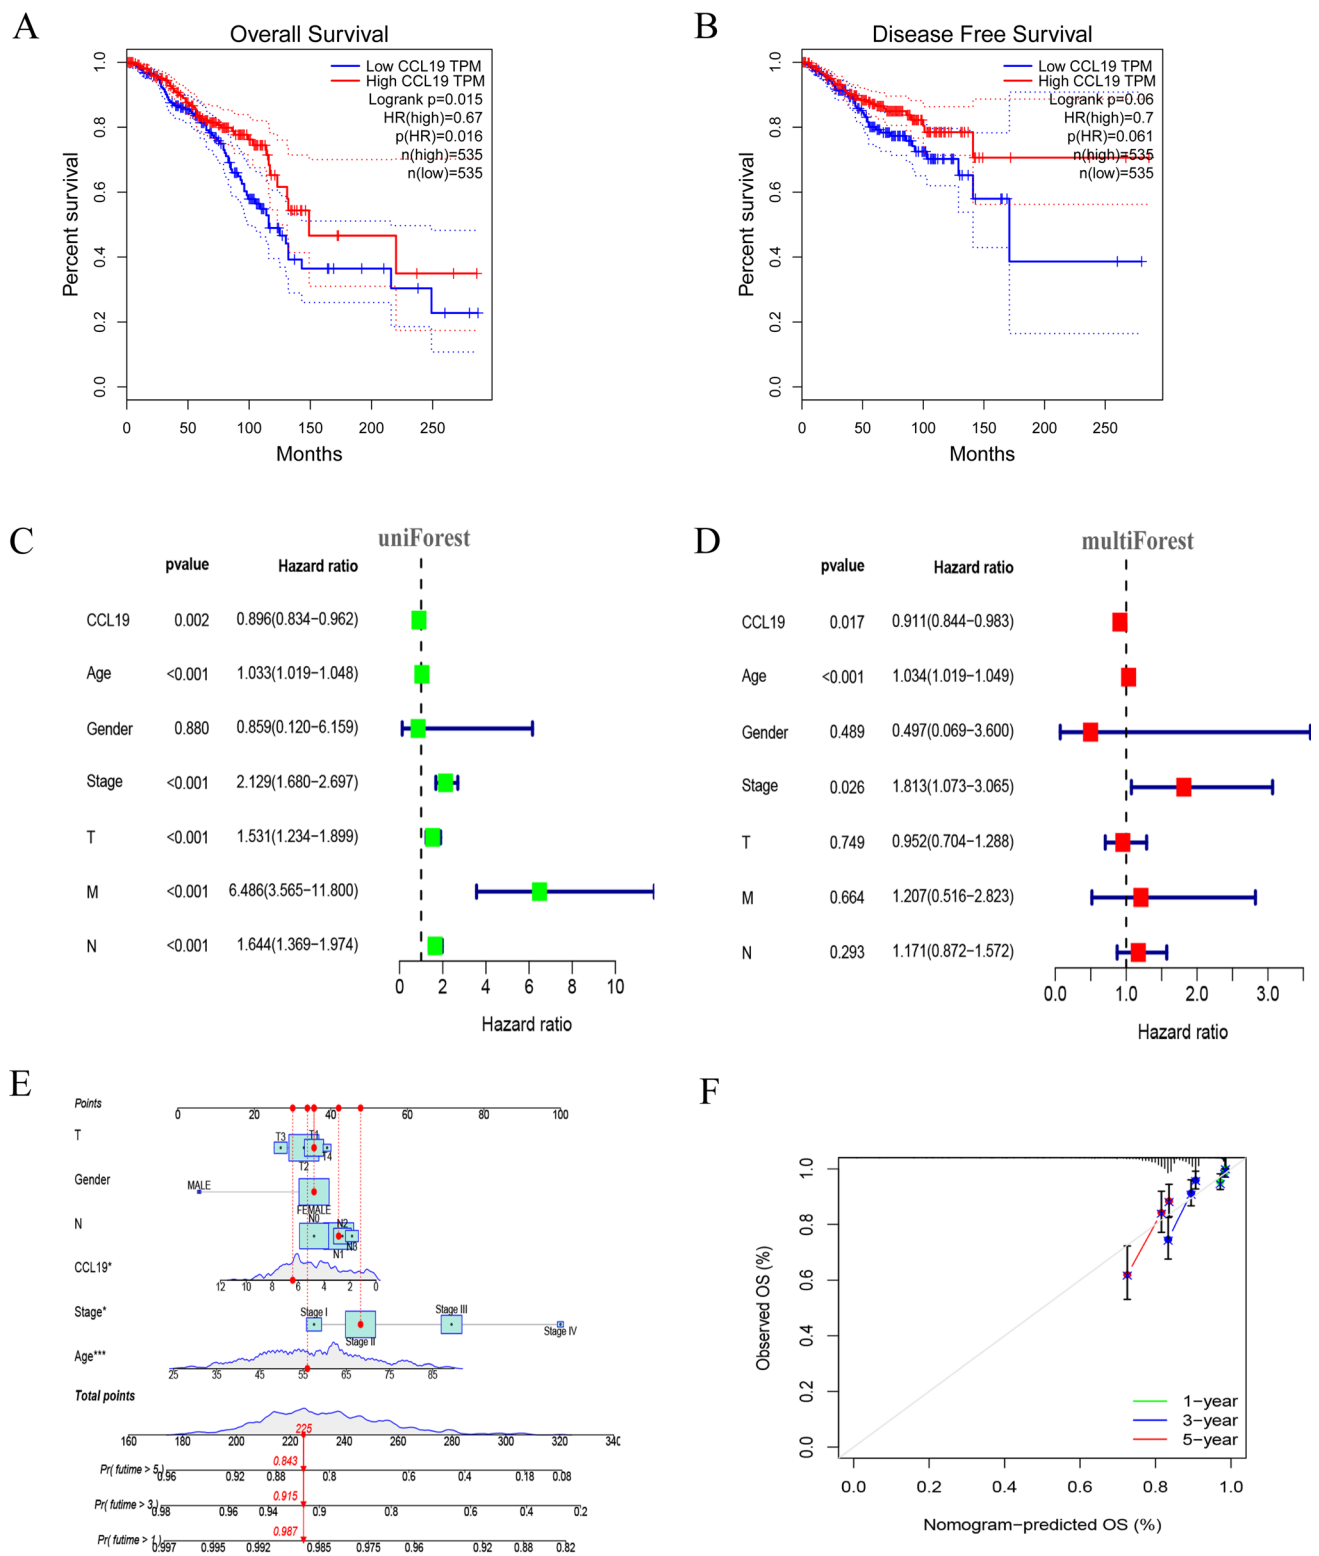 A
Overall Survival
Low CCL19 TPM
High CCL19 TPM
Logrank p=0.015
HR(high)=0.67
p(HR)=0.016
n(high)=535
n(low)=535
Percent survival
1.0
0.8
0.6
0.4
0.2
0.0
0 50 100 150 200 250
Months
B
Disease Free Survival
Low CCL19 TPM
High CCL19 TPM
Logrank p=0.06
HR(high)=0.7
p(HR)=0.061
n(high)=535
n(low)=535
Percent survival
1.0
0.8
0.6
0.4
0.2
0.0
0 50 100 150 200 250
Months
C
uniForest
pvalue Hazard ratio
CCL19 0.002 0.896(0.834−0.962)
Age <0.001 1.033(1.019−1.048)
Gender 0.880 0.859(0.120−6.159)
Stage <0.001 2.129(1.680−2.697)
T <0.001 1.531(1.234−1.899)
M <0.001 6.486(3.565−11.800)
N <0.001 1.644(1.369−1.974)
0 2 4 6 8 10
Hazard ratio
D
multiForest
pvalue Hazard ratio
CCL19 0.017 0.911(0.844−0.983)
Age <0.001 1.034(1.019−1.049)
Gender 0.489 0.497(0.069−3.600)
Stage 0.026 1.813(1.073−3.065)
T 0.749 0.952(0.704−1.288)
M 0.664 1.207(0.516−2.823)
N 0.293 1.171(0.872−1.572)
0.0 1.0 2.0 3.0
Hazard ratio
E
Points
0 20 40 60 80 100
T
T3 T1
T2 T4
Gender
MALE
FEMALE
N
N0 N2
N1 N3
CCL19*
12 10 8 6 4 2 0
Stage*
Stage I Stage III
Stage II Stage IV
Age***
25 35 45 55 65 75 85
Total points
225
160 180 200 220 240 260 280 300 320 340
0.843
Pr( futime > 5 )
0.96 0.92 0.88 0.8 0.6 0.4 0.18 0.08
0.915
Pr( futime > 3 )
0.98 0.96 0.94 0.9 0.8 0.6 0.4 0.2
0.987
Pr( futime > 1 )
0.997 0.995 0.992 0.985 0.975 0.96 0.92 0.88 0.82
F
Observed OS (%)
1.0
0.8
0.6
0.4
0.2
0.0
1−year
3−year
5−year
0.0 0.2 0.4 0.6 0.8 1.0
Nomogram−predicted OS (%)